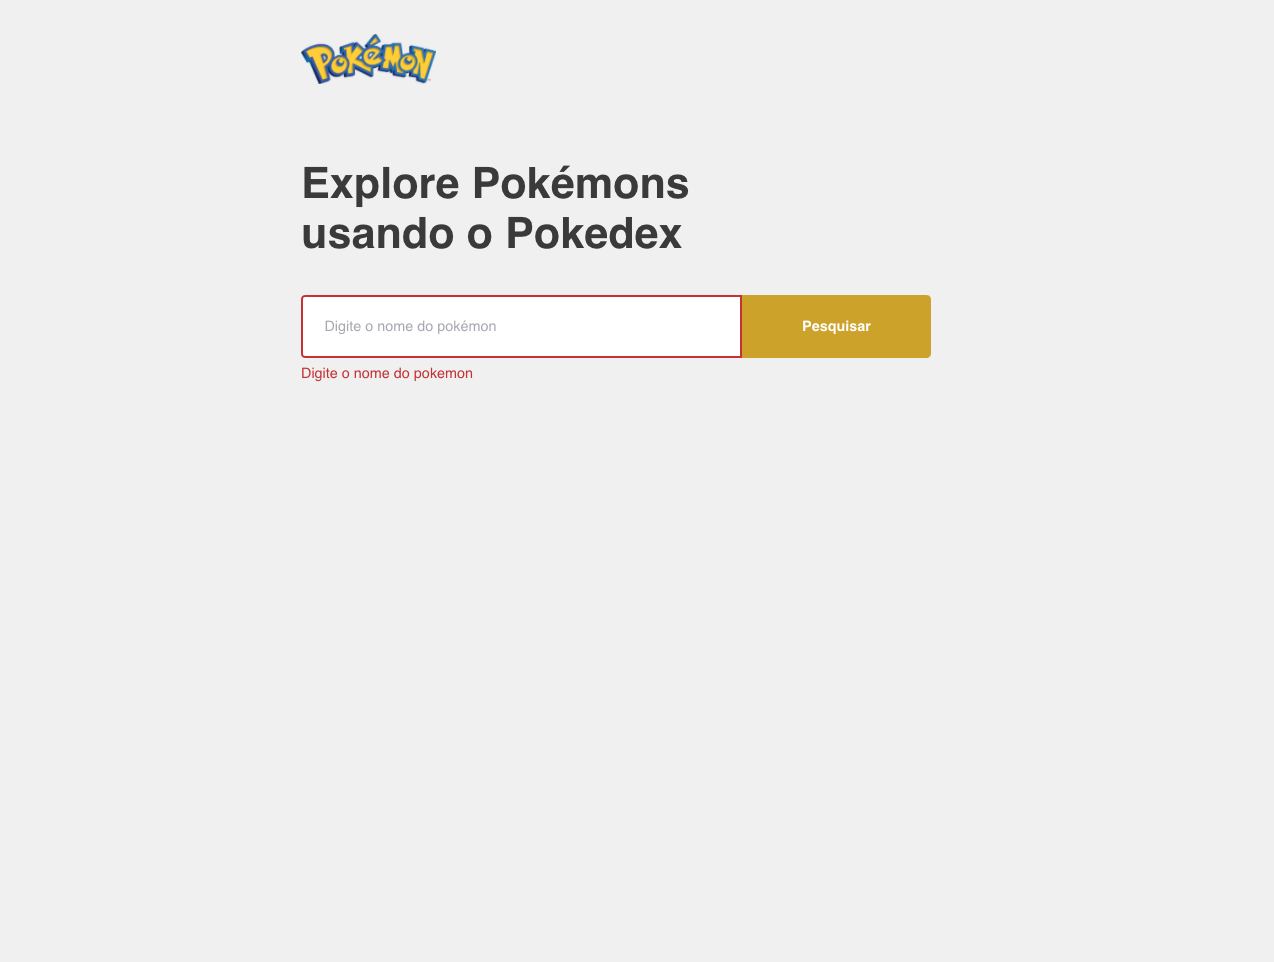 Pokémon
Explore Pokémons
usando o Pokedex
Digite o nome do pokémon
Pesquisar
Digite o nome do pokemon